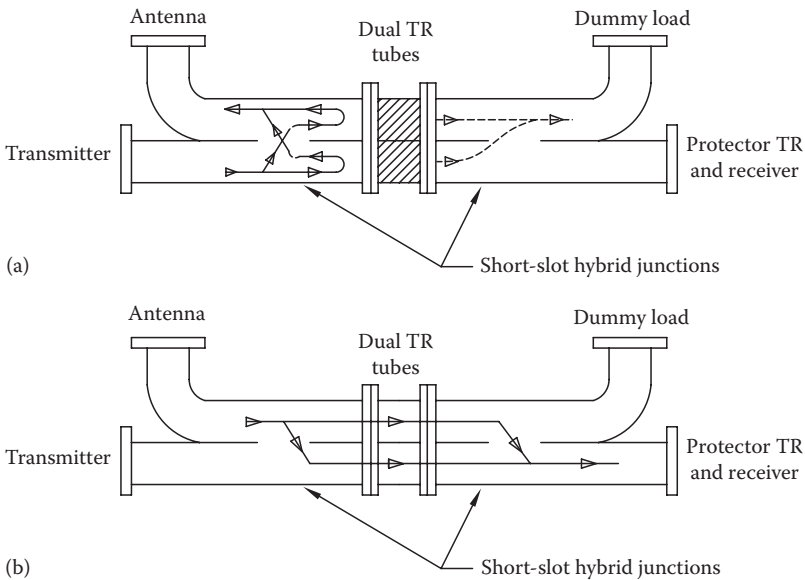 Antenna
Dual TR
tubes
Dummy load
Transmitter
Protector TR
and receiver
(a)
Short-slot hybrid junctions
Antenna
Dual TR
tubes
Dummy load
Transmitter
Protector TR
and receiver
(b)
Short-slot hybrid junctions